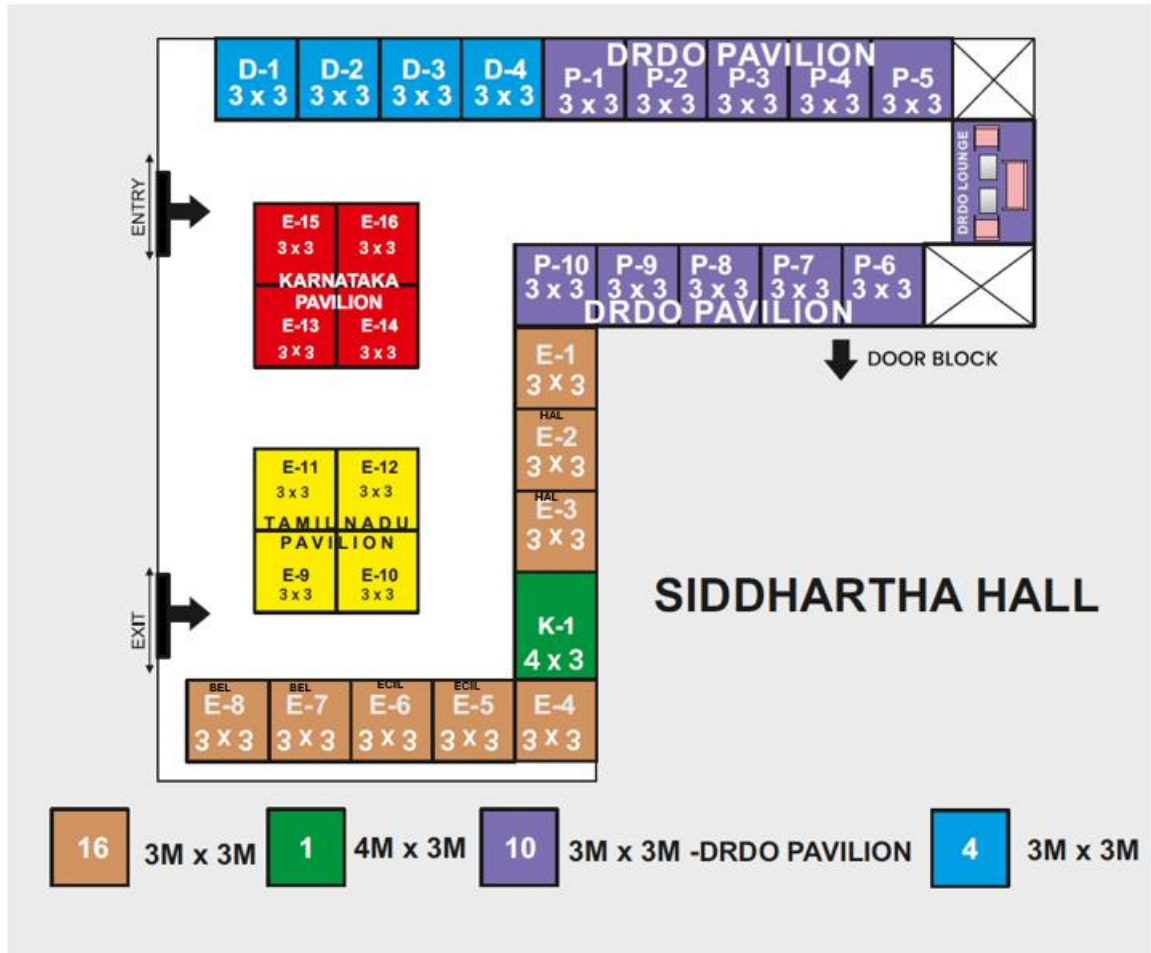 DRDO PAVILION
D-1 D-2 D-3 D-4 P-1 P-2 P-3 P-4 P-5
3 x 3 3 x 3 3 x 3 3 x 3 3 x 3 3 x 3 3 x 3 3 x 3 3 x 3
DRDO LOUNGE
ENTRY
E-15 E-16
3 x 3 3 x 3
KARNATAKA
PAVILION
E-13 E-14
3 x 3 3 x 3
P-10 P-9 P-8 P-7 P-6
3 x 3 3 x 3 3 x 3 3 x 3 3 x 3
DRDO PAVILION
DOOR BLOCK
E-1
3 x 3
HAL
E-2
3 x 3
HAL
E-3
3 x 3
E-11 E-12
3 x 3 3 x 3
TAMIL NADU
PAVILION
E-9 E-10
3 x 3 3 x 3
EXIT
SIDDHARTHA HALL
K-1
4 x 3
BEL BEL ECIL ECIL
E-8 E-7 E-6 E-5 E-4
3 x 3 3 x 3 3 x 3 3 x 3 3 x 3
16 3M x 3M 1 4M x 3M 10 3M x 3M -DRDO PAVILION 4 3M x 3M